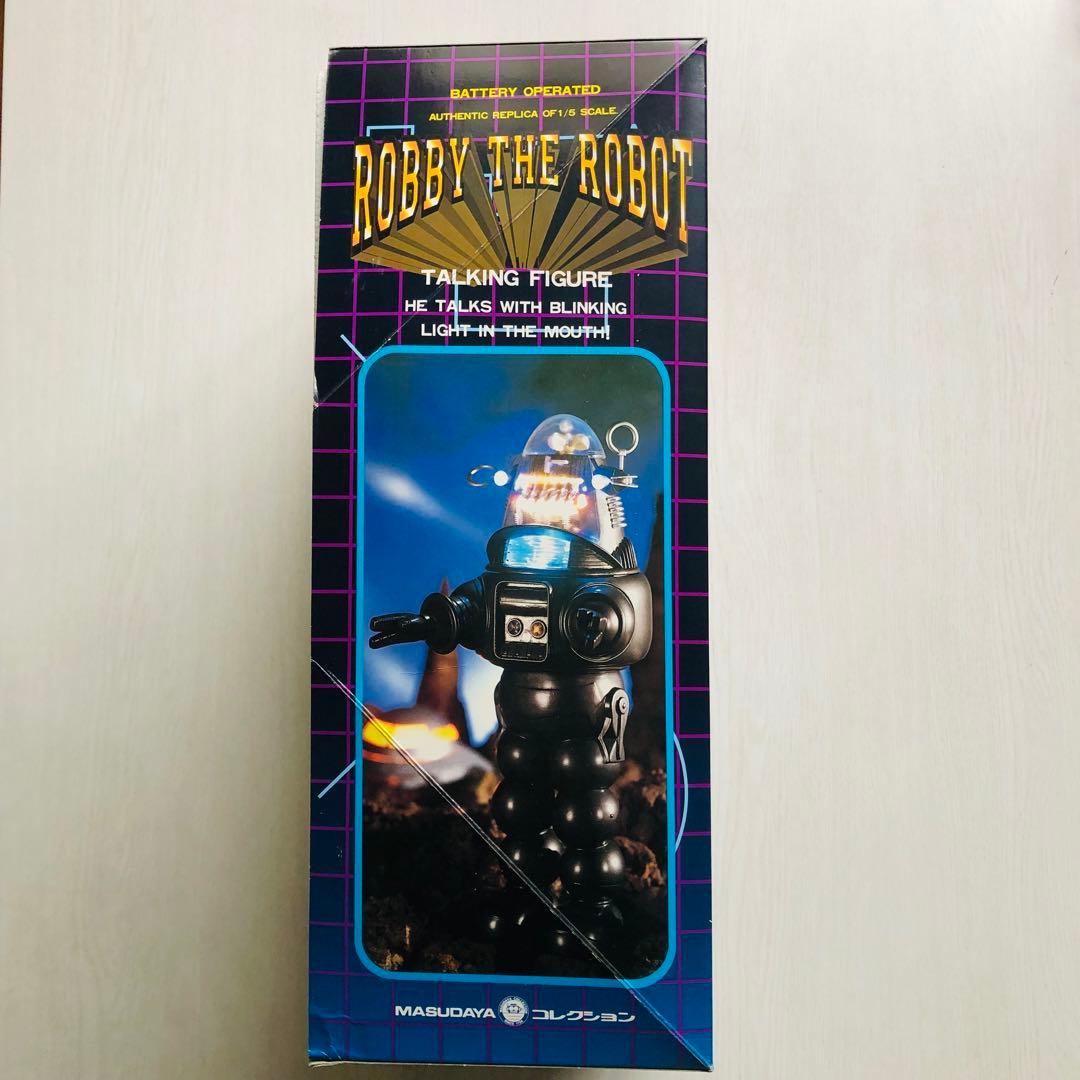 BATTERY OPERATED
AUTHENTIC REPLICA OF 1/5 SCALE.
ROBBY THE ROBOT
TALKING FIGURE
HE TALKS WITH BLINKING
LIGHT IN THE MOUTH!
MASUDAYA コレクション